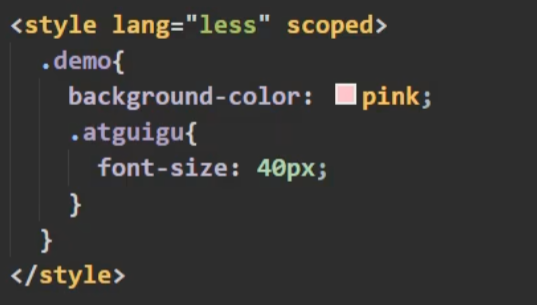 <style lang="less" scoped>
  .demo{
    background-color: pink;
    .atguigu{
      font-size: 40px;
    }
  }
</style>